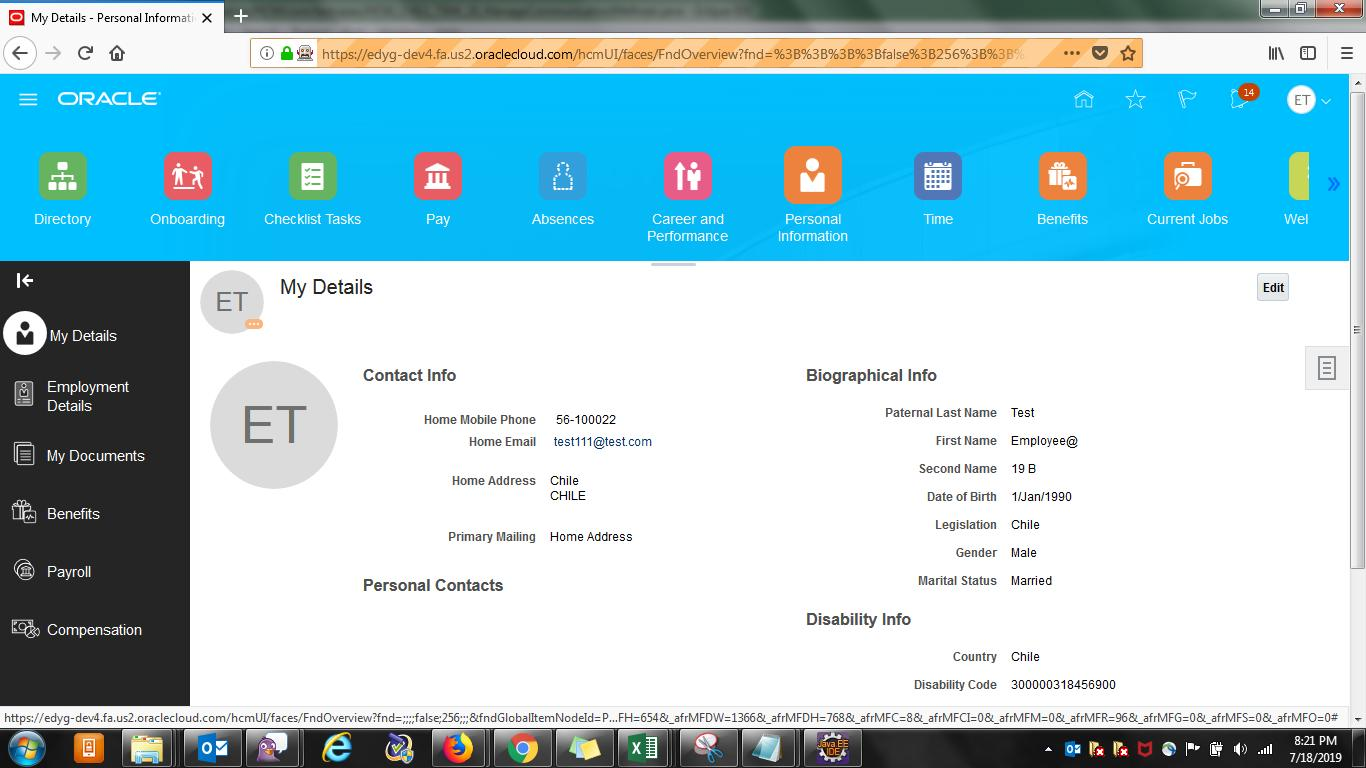 My Details - Personal Informati
https://edyg-dev4.fa.us2.oraclecloud.com/hcmUI/faces/FndOverview?fnd=%3B%3B%3B%3Bfalse%3B256%3B%3B%
ORACLE
14
ET
Directory
Onboarding
Checklist Tasks
Pay
Absences
Career and
Performance
Personal
Information
Time
Benefits
Current Jobs
Wel
My Details
Employment
Details
My Documents
Benefits
Payroll
Compensation
ET
My Details
Edit
ET
Contact Info
Home Mobile Phone 56-100022
Home Email test111@test.com
Home Address Chile
CHILE
Primary Mailing Home Address
Personal Contacts
Biographical Info
Paternal Last Name Test
First Name Employee@
Second Name 19 B
Date of Birth 1/Jan/1990
Legislation Chile
Gender Male
Marital Status Married
Disability Info
Country Chile
Disability Code 300000318456900
https://edyg-dev4.fa.us2.oraclecloud.com/hcmUI/faces/FndOverview?fnd=;;;;false;256;;;&fndGlobalItemNodeId=P...FH=654&_afrMFDW=1366&_afrMFDH=768&_afrMFC=8&_afrMFCI=0&_afrMFM=0&_afrMFR=96&_afrMFG=0&_afrMFS=0&_afrMFO=0#
Java EE
IDE
8:21 PM
7/18/2019